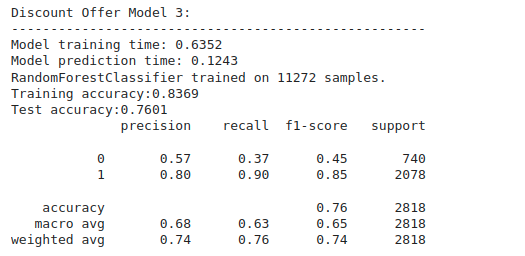 Discount Offer Model 3:
-----------------------------------------------------
Model training time: 0.6352
Model prediction time: 0.1243
RandomForestClassifier trained on 11272 samples.
Training accuracy:0.8369
Test accuracy:0.7601
              precision    recall  f1-score   support

           0       0.57      0.37      0.45       740
           1       0.80      0.90      0.85      2078

    accuracy                           0.76      2818
   macro avg       0.68      0.63      0.65      2818
weighted avg       0.74      0.76      0.74      2818